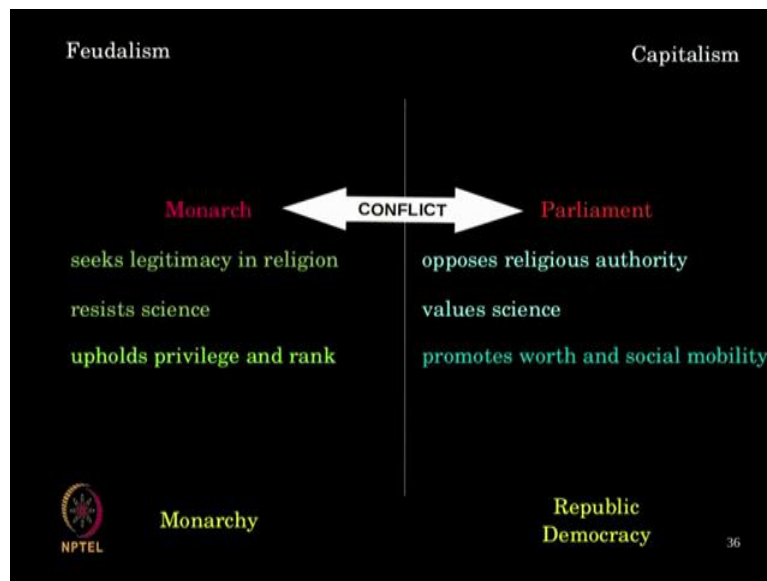 Feudalism
Capitalism
Monarch
CONFLICT
Parliament
seeks legitimacy in religion
opposes religious authority
resists science
values science
upholds privilege and rank
promotes worth and social mobility
Monarchy
Republic
Democracy
NPTEL
36